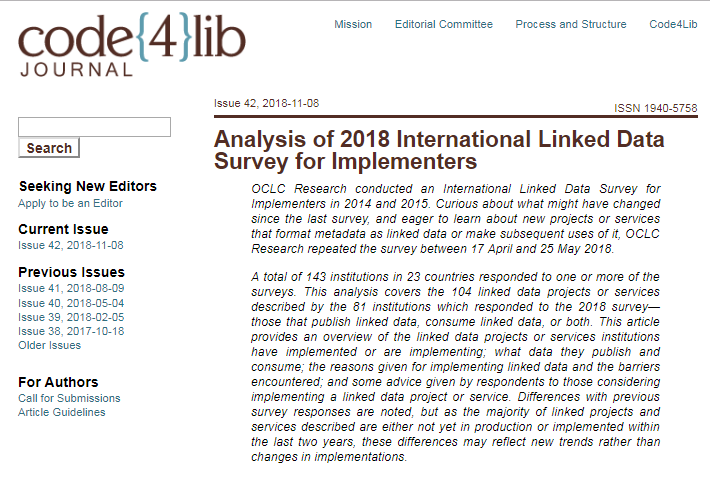 code{4}lib
JOURNAL
Mission Editorial Committee Process and Structure Code4Lib
Issue 42, 2018-11-08
ISSN 1940-5758
Search
Seeking New Editors
Apply to be an Editor
Current Issue
Issue 42, 2018-11-08
Previous Issues
Issue 41, 2018-08-09
Issue 40, 2018-05-04
Issue 39, 2018-02-05
Issue 38, 2017-10-18
Older Issues
For Authors
Call for Submissions
Article Guidelines
Analysis of 2018 International Linked Data
Survey for Implementers
OCLC Research conducted an International Linked Data Survey for
Implementers in 2014 and 2015. Curious about what might have changed
since the last survey, and eager to learn about new projects or services
that format metadata as linked data or make subsequent uses of it, OCLC
Research repeated the survey between 17 April and 25 May 2018.
A total of 143 institutions in 23 countries responded to one or more of the
surveys. This analysis covers the 104 linked data projects or services
described by the 81 institutions which responded to the 2018 survey—
those that publish linked data, consume linked data, or both. This article
provides an overview of the linked data projects or services institutions
have implemented or are implementing; what data they publish and
consume; the reasons given for implementing linked data and the barriers
encountered; and some advice given by respondents to those considering
implementing a linked data project or service. Differences with previous
survey responses are noted, but as the majority of linked projects and
services described are either not yet in production or implemented within
the last two years, these differences may reflect new trends rather than
changes in implementations.